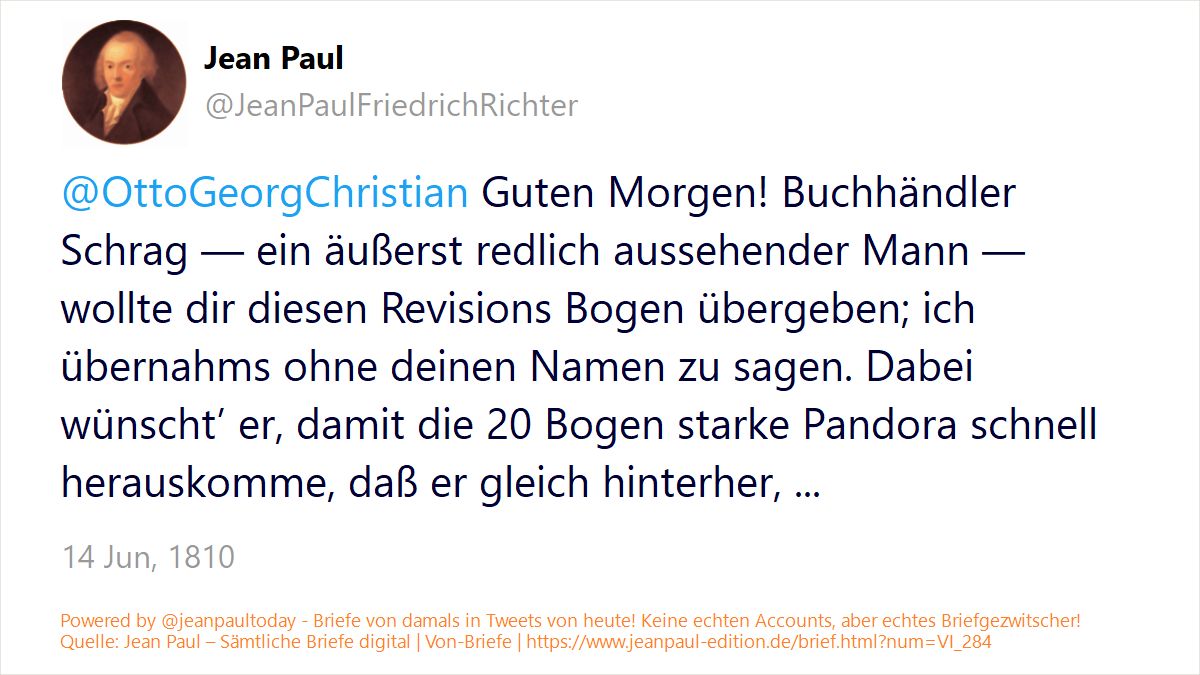 Jean Paul
@JeanPaulFriedrichRichter
@OttoGeorgChristian Guten Morgen! Buchhändler
Schrag — ein äußerst redlich aussehender Mann —
wollte dir diesen Revisions Bogen übergeben; ich
übernahms ohne deinen Namen zu sagen. Dabei
wünscht’ er, damit die 20 Bogen starke Pandora schnell
herauskomme, daß er gleich hinterher, ...
14 Jun, 1810
Powered by @jeanpaultoday - Briefe von damals in Tweets von heute! Keine echten Accounts, aber echtes Briefgezwitscher!
Quelle: Jean Paul – Sämtliche Briefe digital | Von-Briefe | https://www.jeanpaul-edition.de/brief.html?num=VI_284